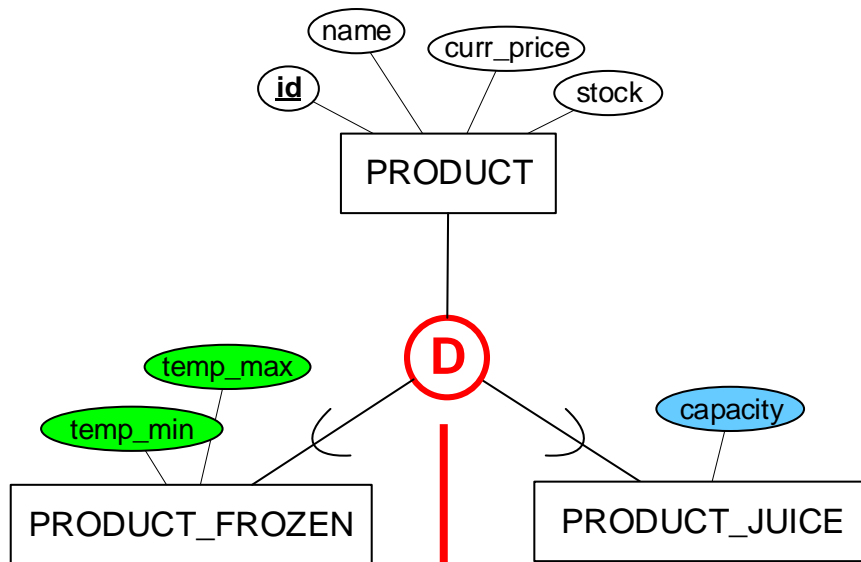 name
curr_price
id
stock
PRODUCT
D
temp_max
temp_min
capacity
PRODUCT_FROZEN
PRODUCT_JUICE